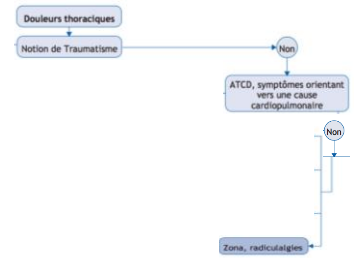 Douleurs thoraciques
Notion de Traumatisme
Non
ATCD, symptômes orientant
vers une cause
cardiopulmonaire
Non
Zona, radiculalgies